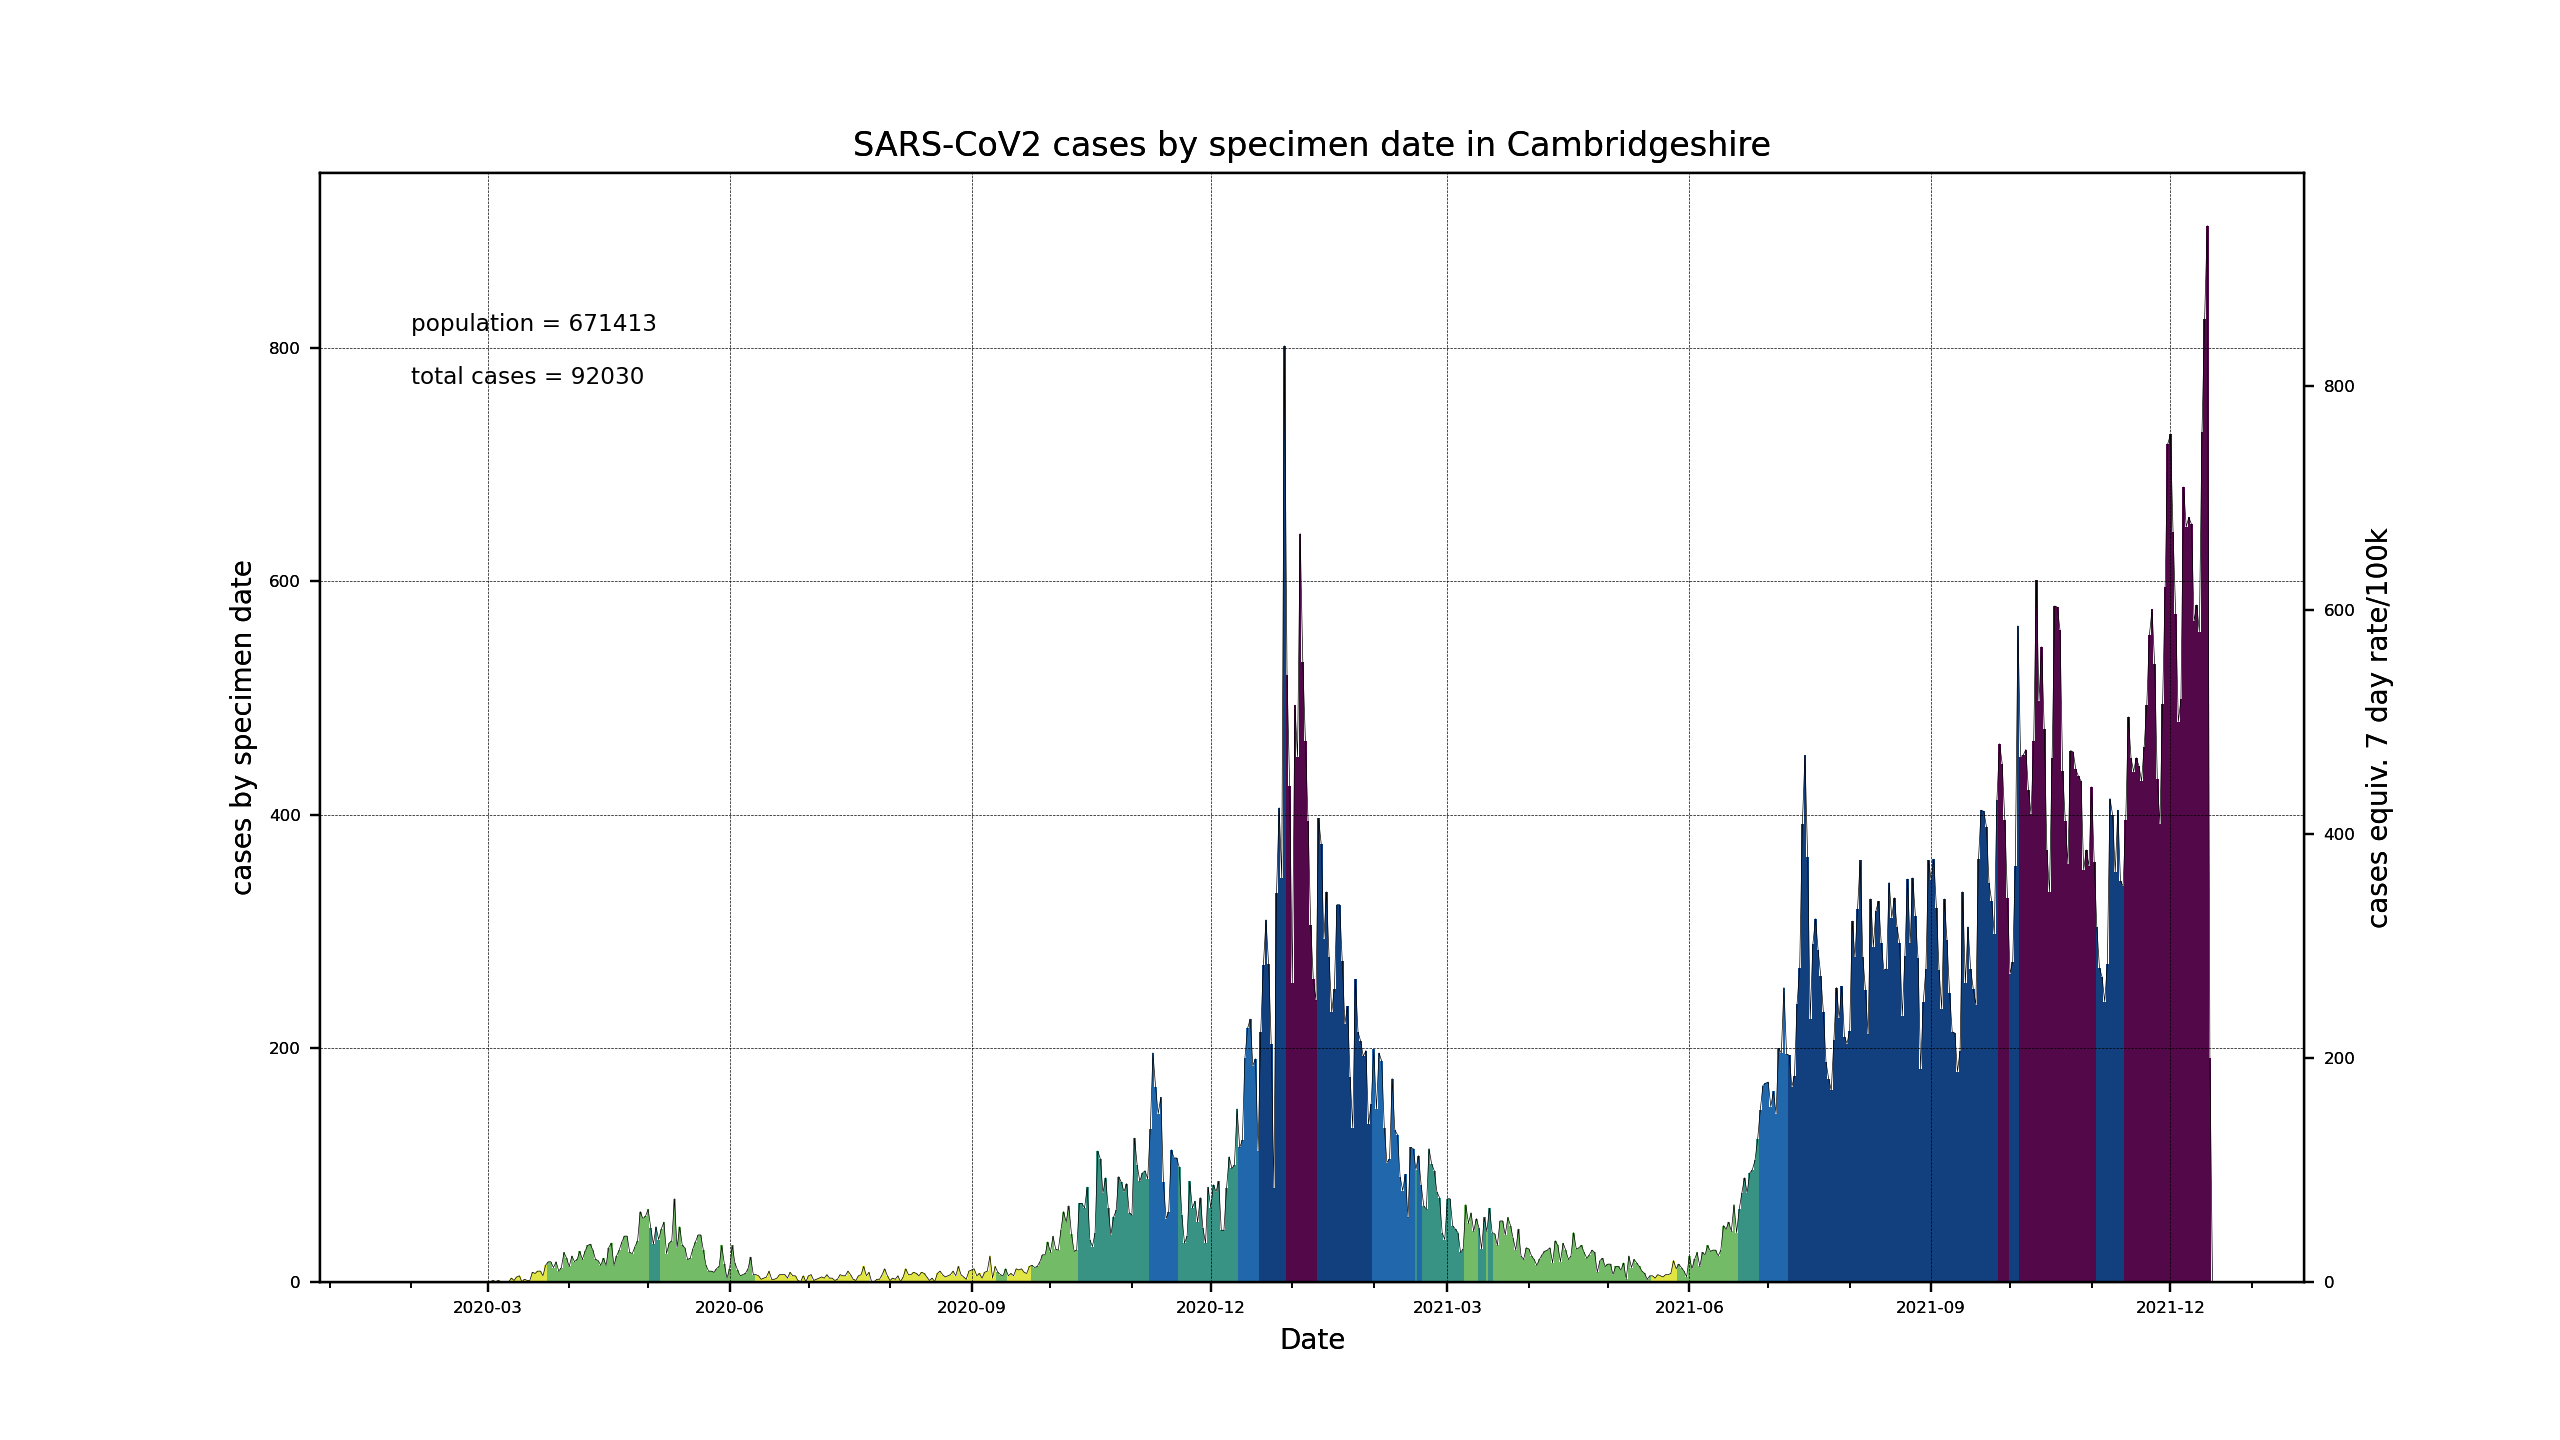 SARS-CoV2 cases by specimen date in Cambridgeshire
population = 671413
total cases = 92030
cases by specimen date
800
600
400
200
0
800
600
400
200
0
cases equiv. 7 day rate/100k
2020-03 2020-06 2020-09 2020-12 2021-03 2021-06 2021-09 2021-12
Date